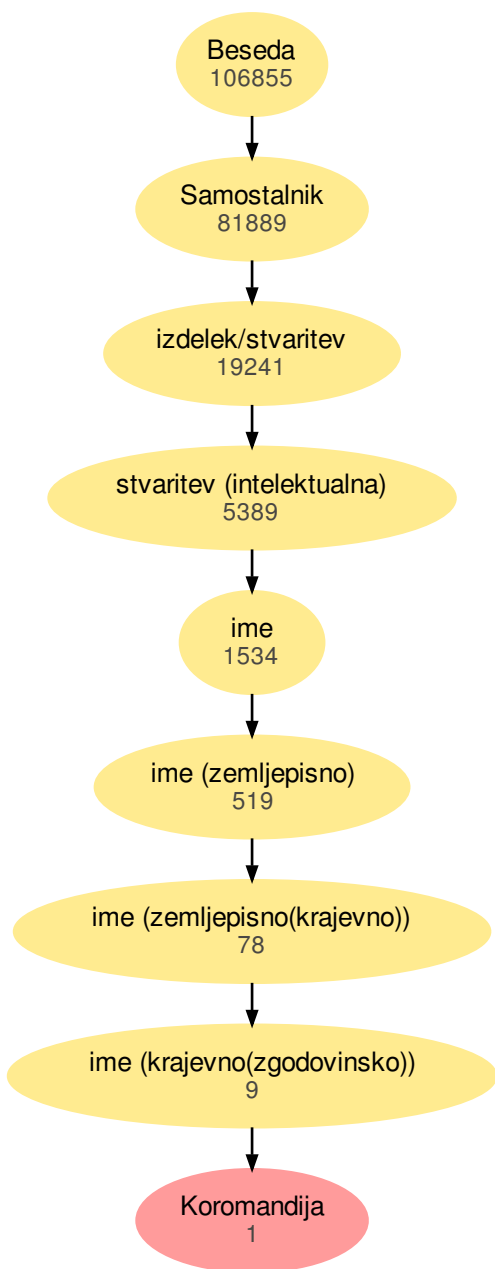 Beseda
106855
Samostalnik
81889
izdelek/stvaritev
19241
stvaritev (intelektualna)
5389
ime
1534
ime (zemljepisno)
519
ime (zemljepisno(krajevno))
78
ime (krajevno(zgodovinsko))
9
Koromandija
1